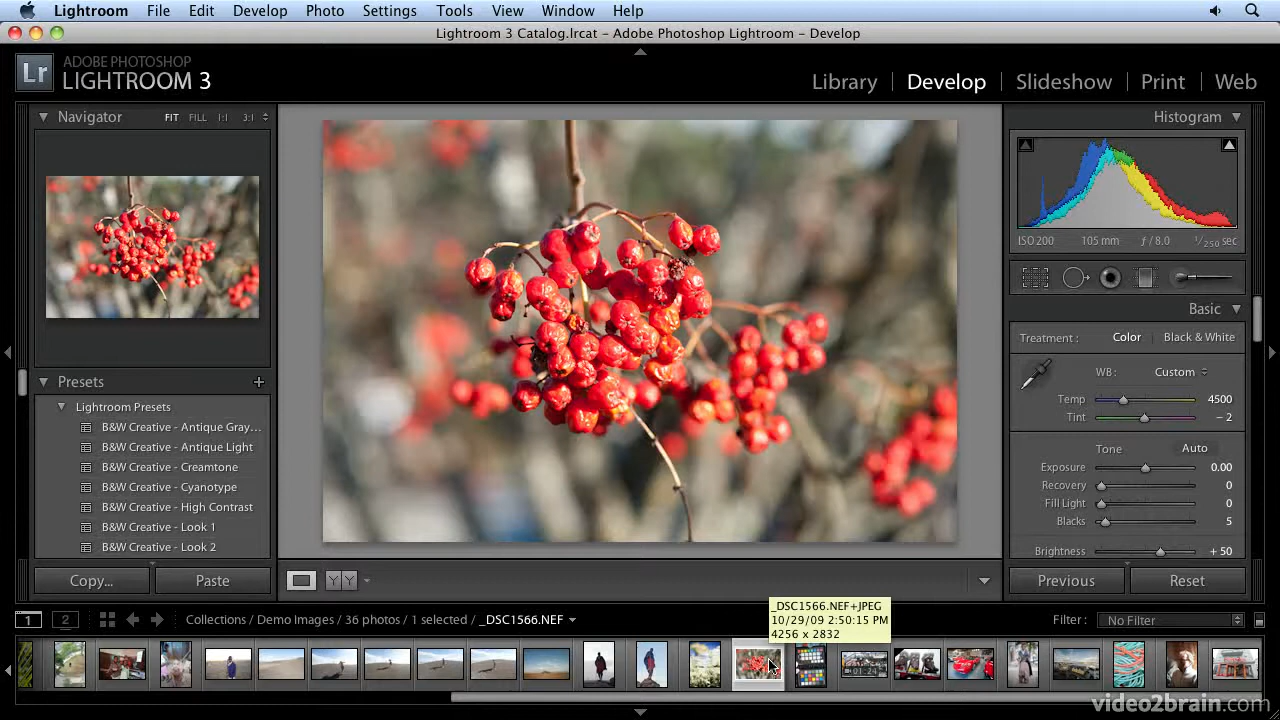 Lightroom File Edit Develop Photo Settings Tools View Window Help
Lightroom 3 Catalog.lrcat – Adobe Photoshop Lightroom – Develop
Lr ADOBE PHOTOSHOP
LIGHTROOM 3
Library | Develop | Slideshow | Print | Web
Navigator FIT FILL 1:1 3:1
Histogram
ISO 200 105 mm ƒ / 8.0 1/250 sec
Basic
Treatment : Color Black & White
WB : Custom
Temp 4500
Tint – 2
Tone Auto
Exposure 0.00
Recovery 0
Fill Light 0
Blacks 5
Brightness + 50
Presets +
Lightroom Presets
B&W Creative - Antique Gray...
B&W Creative - Antique Light
B&W Creative - Creamtone
B&W Creative - Cyanotype
B&W Creative - High Contrast
B&W Creative - Look 1
B&W Creative - Look 2
Copy... Paste
Y Y
Previous Reset
_DSC1566.NEF+JPEG
10/29/09 2:50:15 PM
4256 x 2832
1 2 Collections / Demo Images / 36 photos / 1 selected / _DSC1566.NEF
Filter : No Filter
01:24
video2brain.com